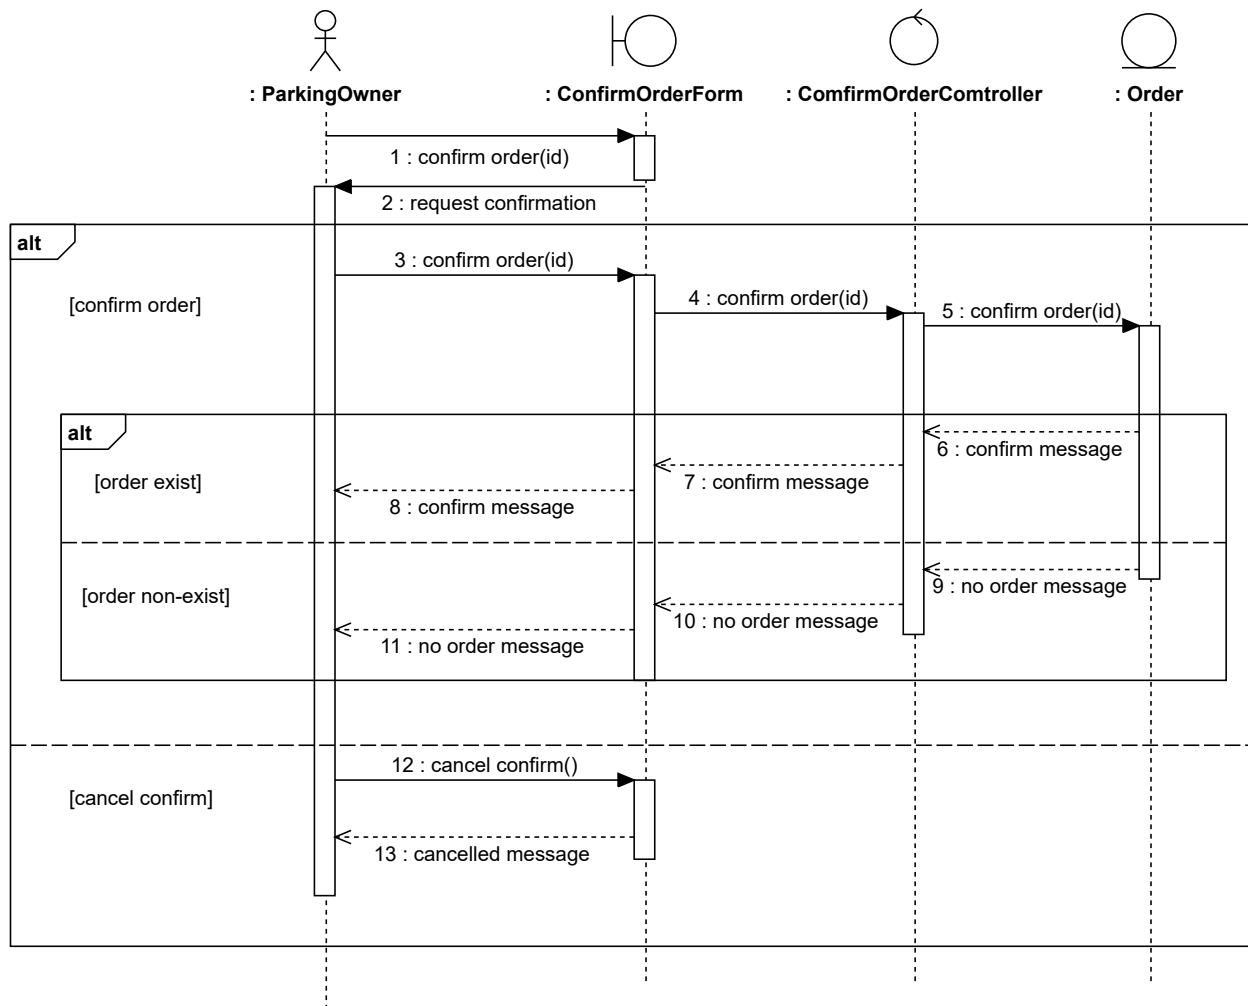 : ParkingOwner
: ConfirmOrderForm
: ComfirmOrderComtroller
: Order
1 : confirm order(id)
2 : request confirmation
alt
3 : confirm order(id)
[confirm order]
4 : confirm order(id)
5 : confirm order(id)
alt
6 : confirm message
[order exist]
7 : confirm message
8 : confirm message
9 : no order message
[order non-exist]
10 : no order message
11 : no order message
12 : cancel confirm()
[cancel confirm]
13 : cancelled message